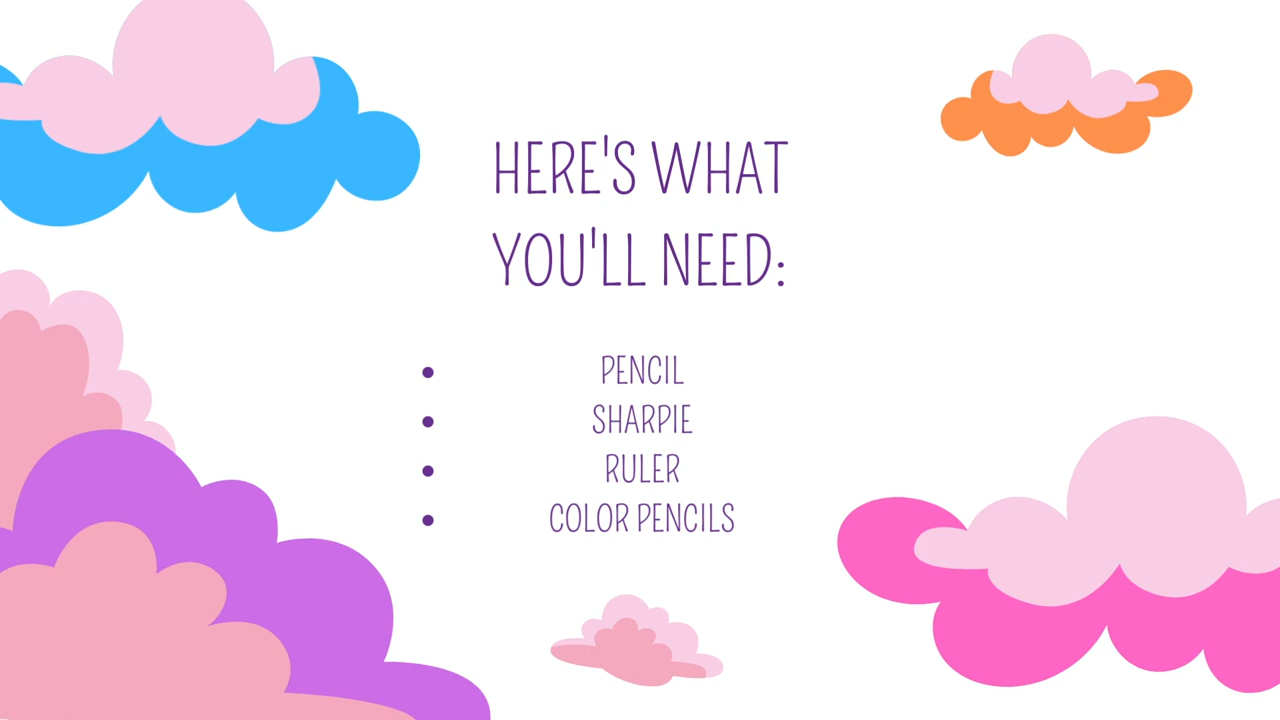 HERE'S WHAT
YOU'LL NEED:
• PENCIL
• SHARPIE
• RULER
• COLOR PENCILS